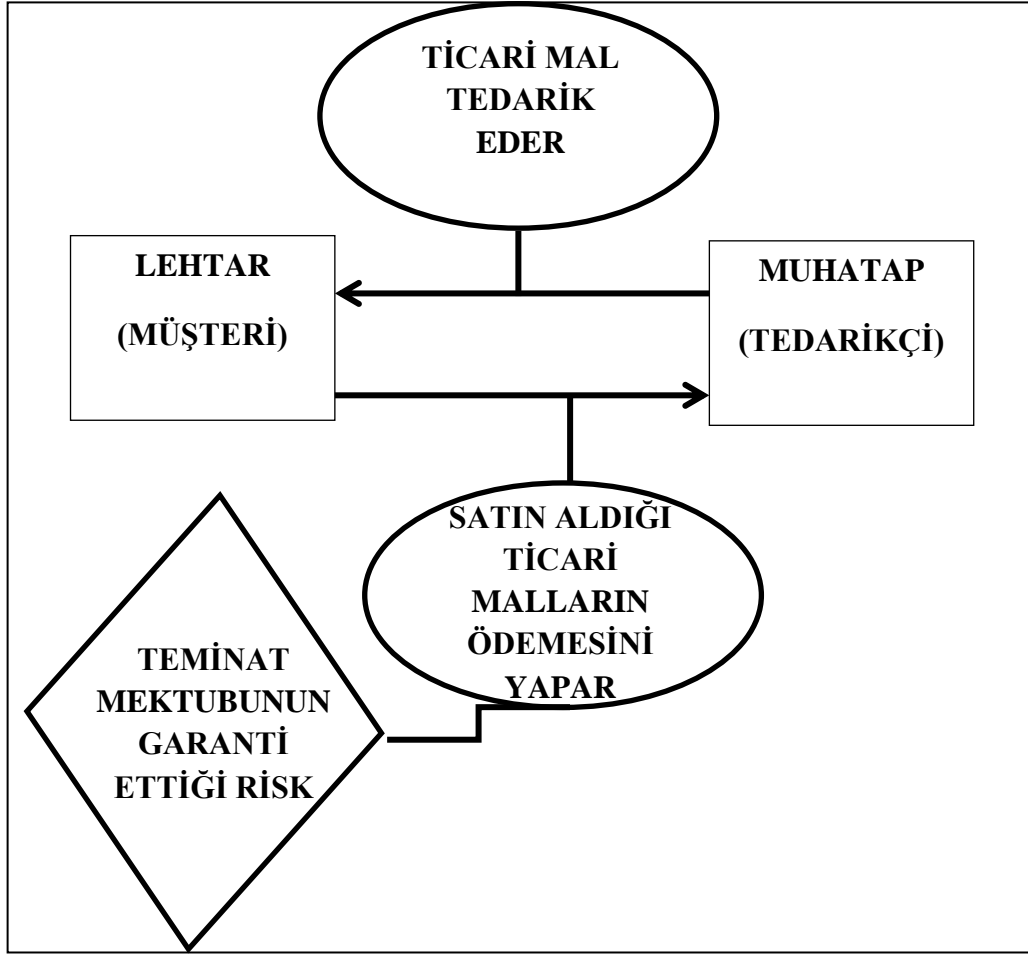 TİCARİ MAL
TEDARİK
EDER
LEHTAR
(MÜŞTERİ)
MUHATAP
(TEDARİKÇİ)
SATIN ALDIĞI
TİCARİ
MALLARIN
ÖDEMESİNİ
YAPAR
TEMİNAT
MEKTUBUNUN
GARANTİ
ETTİĞİ RİSK